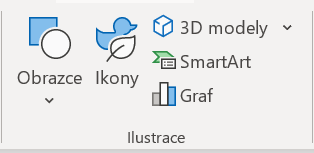 Obrazce
Ikony
3D modely
SmartArt
Graf
Ilustrace